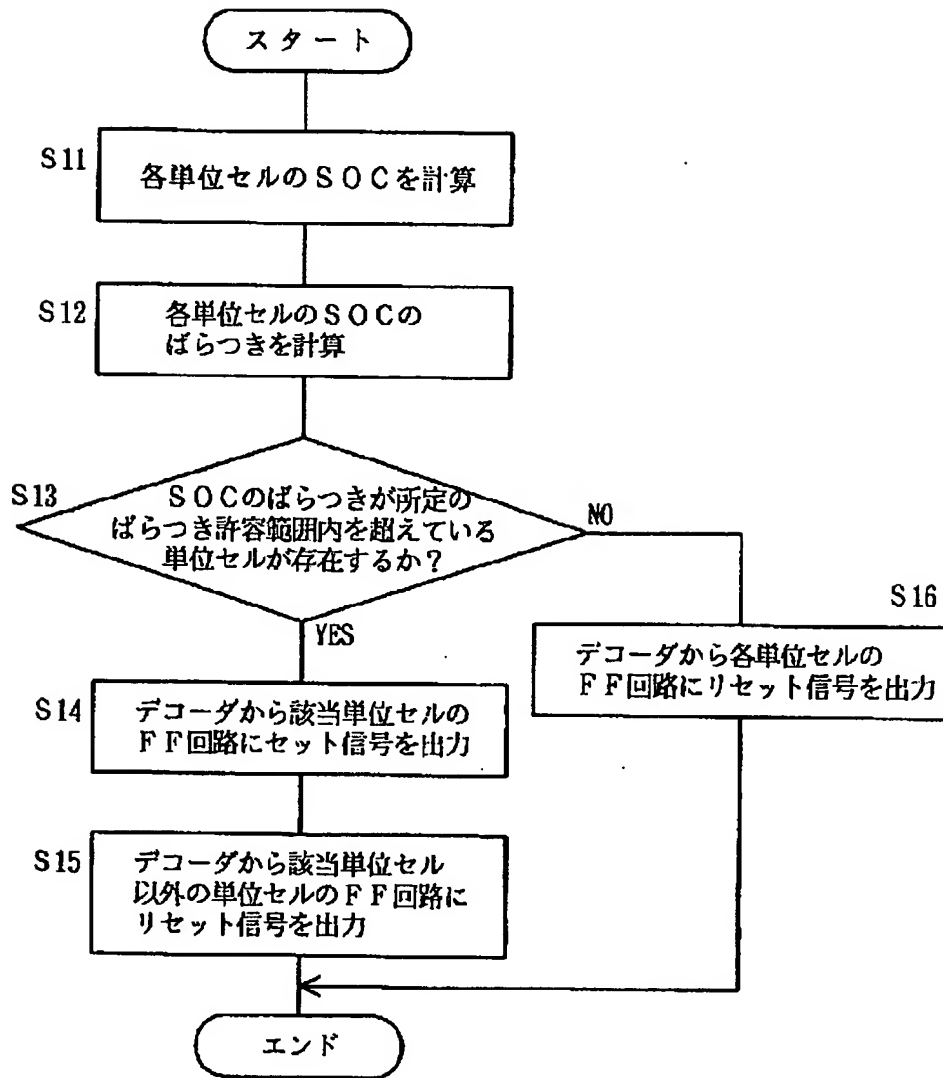 スタート
S11
各単位セルのSOCを計算
S12
各単位セルのSOCの
ばらつきを計算
S13
SOCのばらつきが所定の
ばらつき許容範囲内を超えている
単位セルが存在するか?
NO
YES
S16
デコーダから各単位セルの
FF回路にリセット信号を出力
S14
デコーダから該当単位セルの
FF回路にセット信号を出力
S15
デコーダから該当単位セル
以外の単位セルのFF回路に
リセット信号を出力
エンド